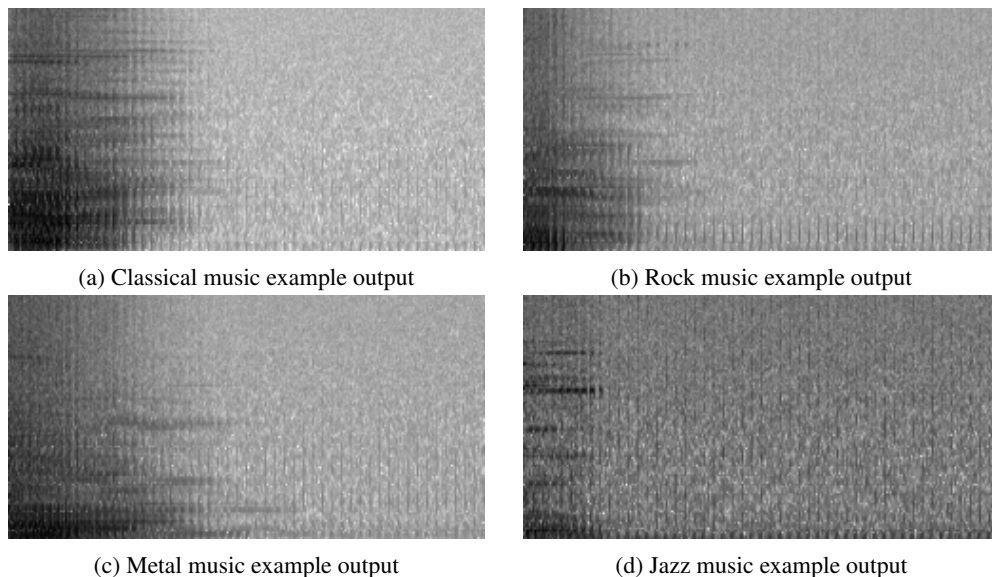 (a) Classical music example output
(b) Rock music example output
(c) Metal music example output
(d) Jazz music example output